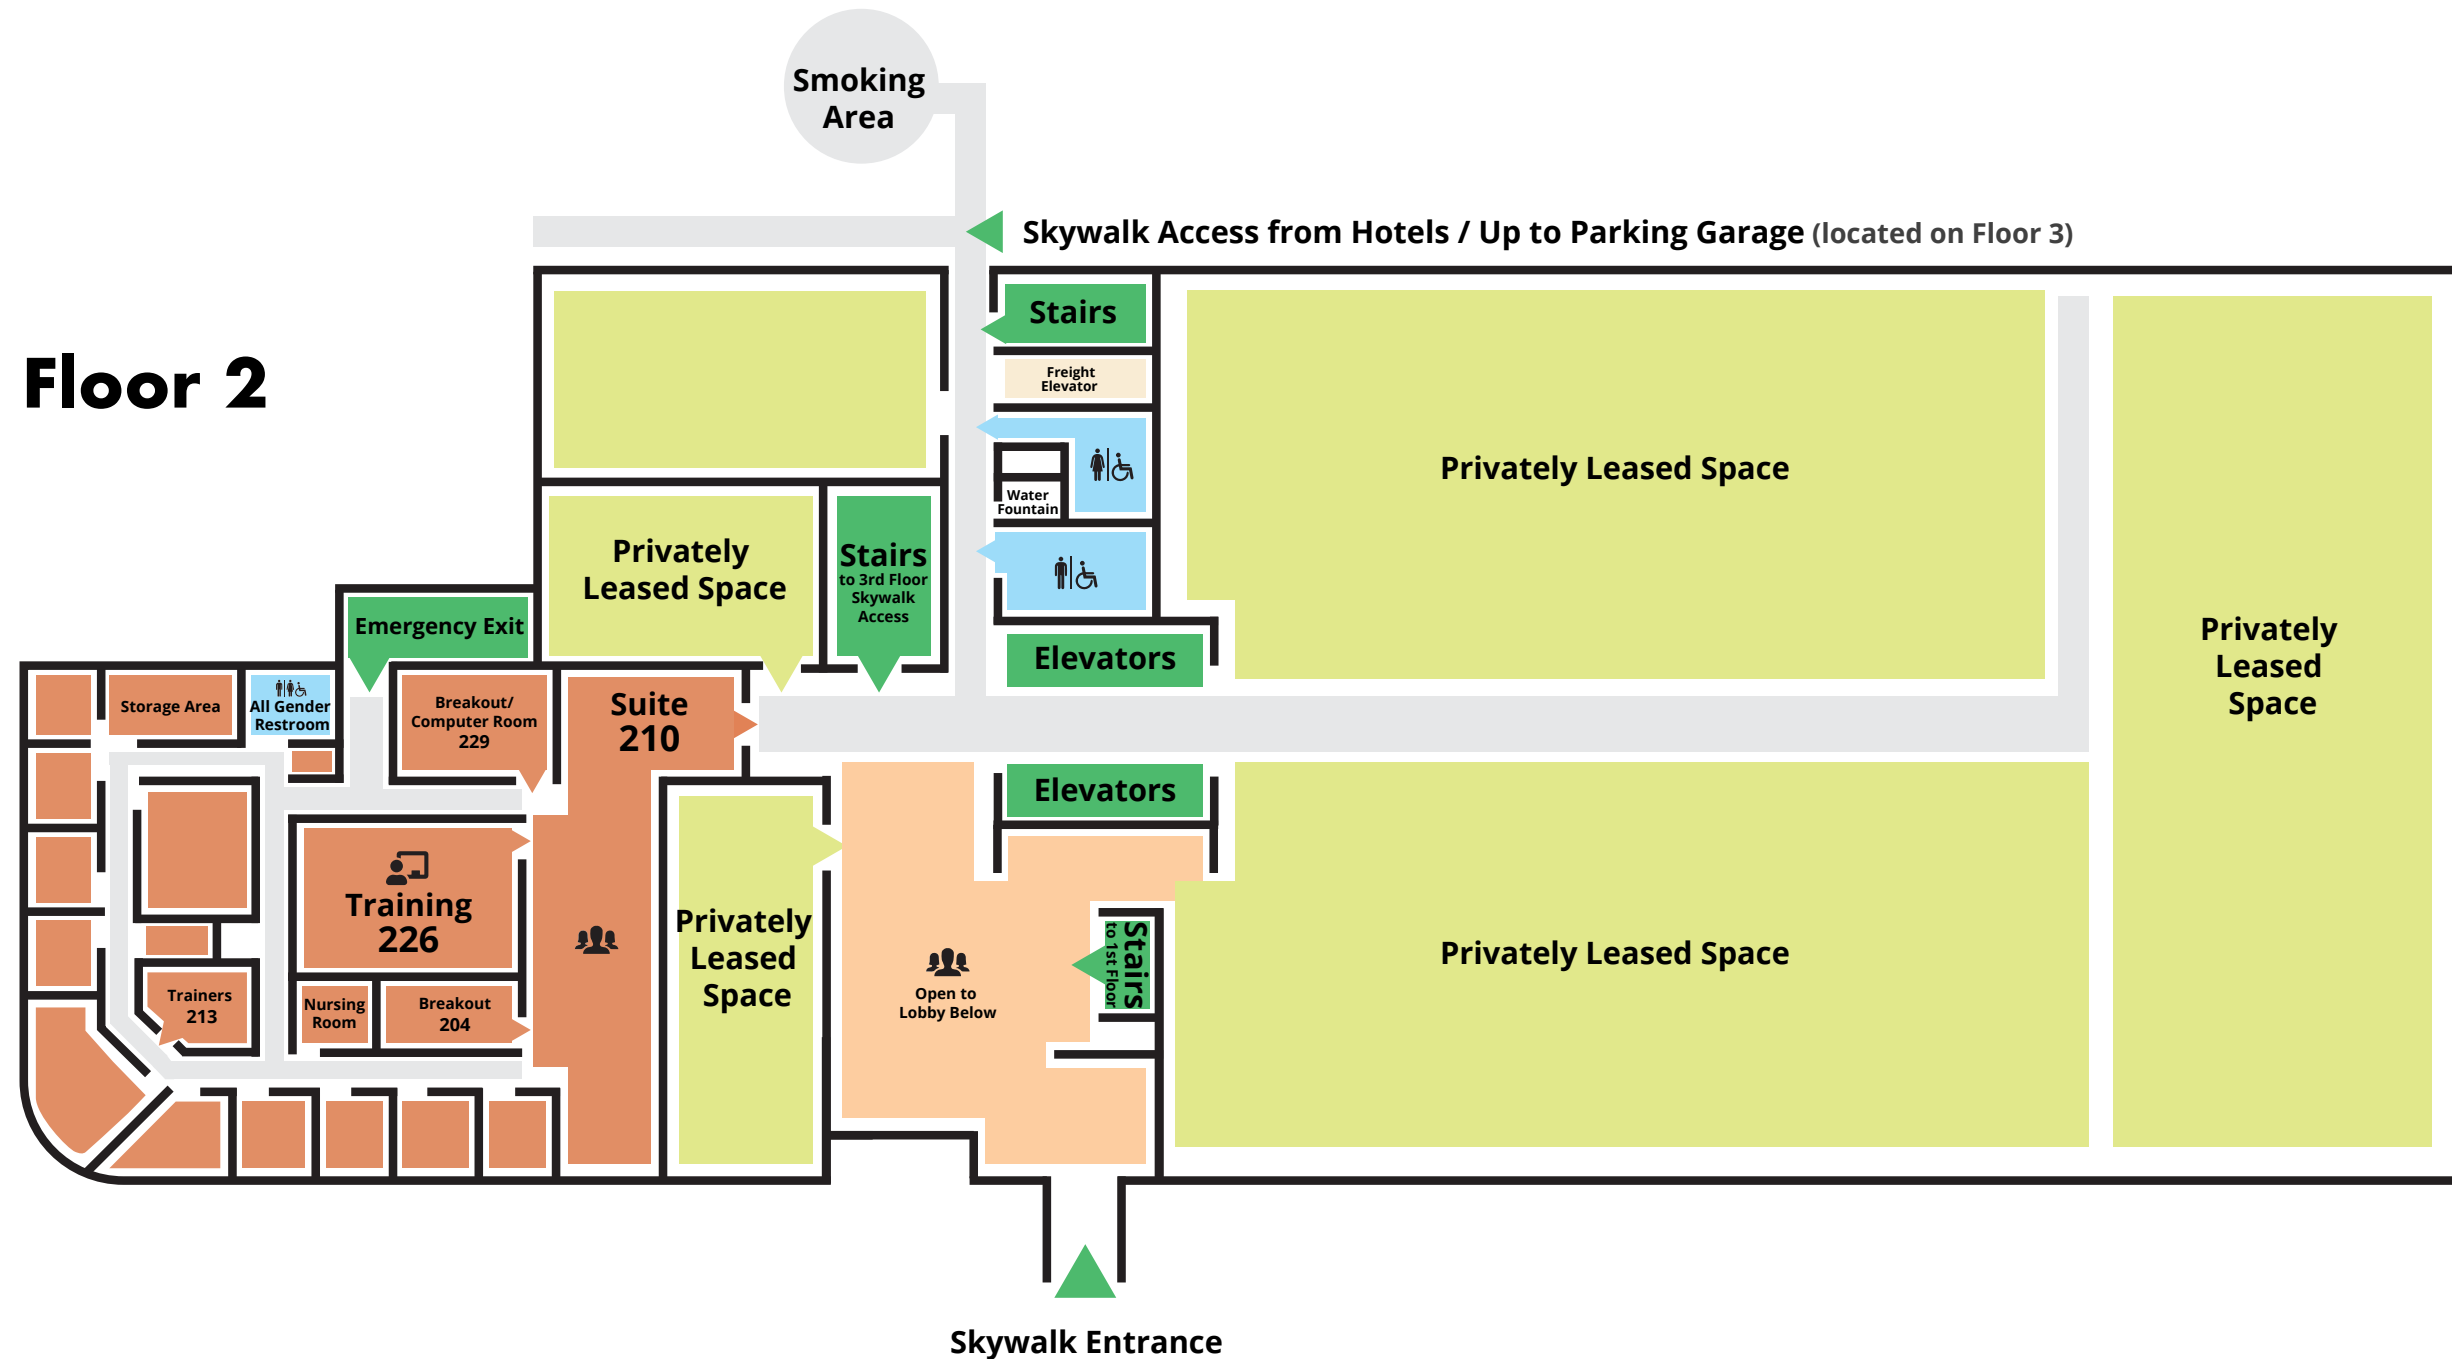 Smoking
Area
Skywalk Access from Hotels / Up to Parking Garage (located on Floor 3)
Floor 2
Stairs
Freight
Elevator
Water
Fountain
Privately Leased Space
Privately
Leased Space
Stairs
to 3rd Floor
Skywalk
Access
Emergency Exit
Elevators
Privately
Leased
Space
Storage Area
All Gender
Restroom
Breakout/
Computer Room
229
Suite
210
Elevators
Training
226
Privately
Leased
Space
Open to
Lobby Below
Stairs
to 1st Floor
Privately Leased Space
Trainers
213
Nursing
Room
Breakout
204
Skywalk Entrance